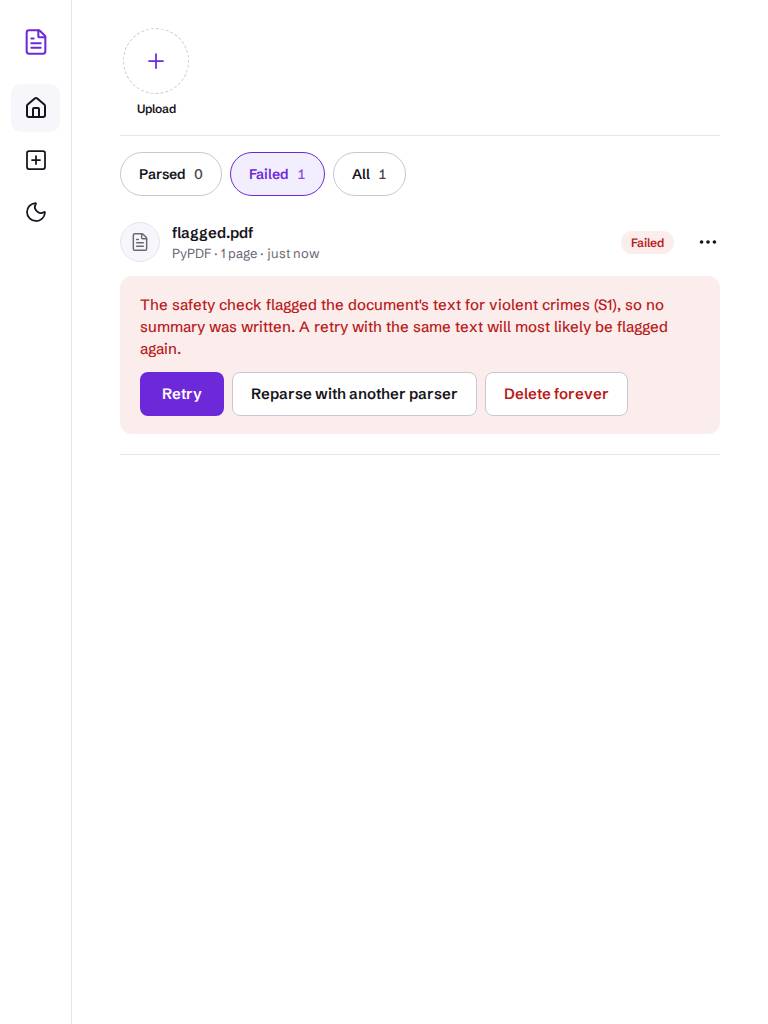 Upload
Parsed 0
Failed 1
All 1
flagged.pdf
PyPDF · 1 page · just now
Failed
The safety check flagged the document's text for violent crimes (S1), so no
summary was written. A retry with the same text will most likely be flagged
again.
Retry
Reparse with another parser
Delete forever